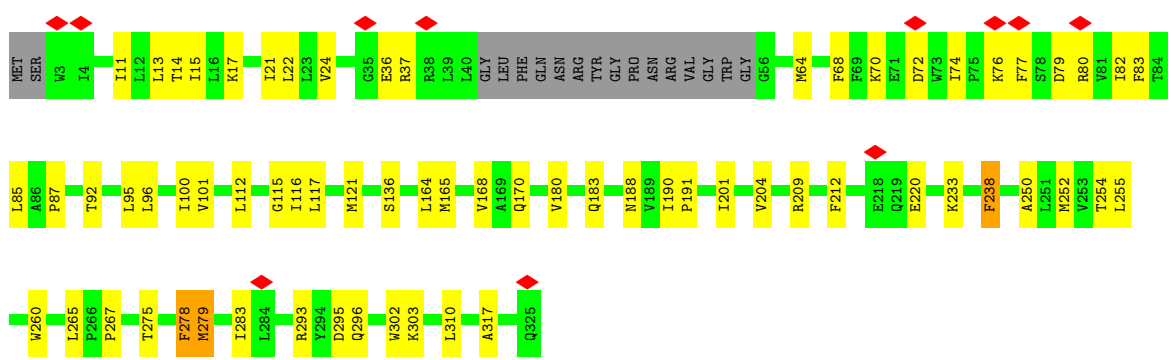 MET SER W3 I4 I11 L12 L13 T14 I15 L16 K17 I21 L22 L23 V24 G35 E36 R37 R38 L39 L40 GLY LEU PHE GLN ASN ARG TYR GLY PRO ASN ARG VAL GLY TRP GLY G56 M64 F68 F69 K70 E71 D72 W73 I74 P75 K76 F77 S78 D79 R80 V81 I82 F83 T84
L85 A86 P87 T92 L95 L96 I100 V101 L112 G115 I116 L117 M121 S136 L164 M165 V168 A169 Q170 V180 Q183 N188 V189 I190 P191 I201 V204 R209 F212 E218 Q219 E220 K233 F238 A250 L251 M252 V253 T254 L255
W260 L265 P266 P267 T275 F278 M279 I283 L284 R293 Y294 D295 Q296 W302 K303 L310 A317 Q325